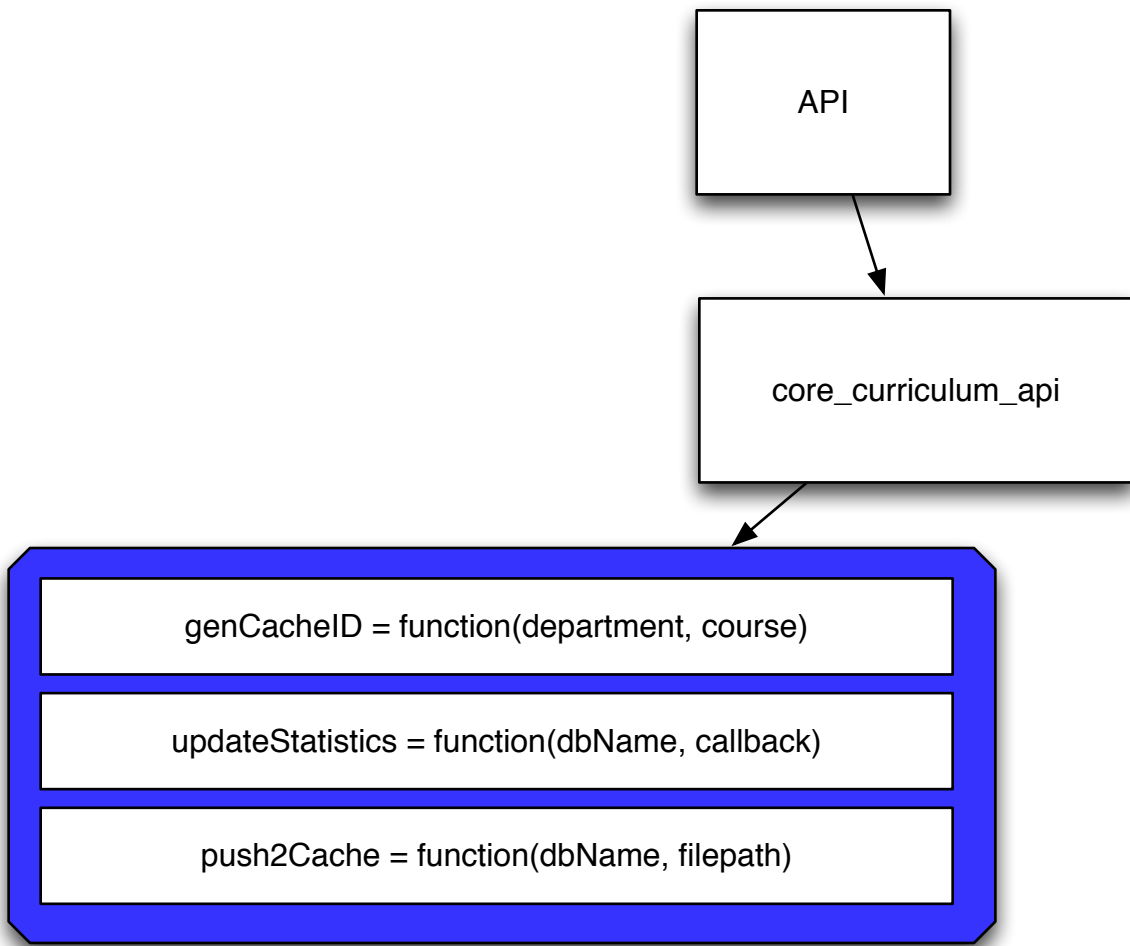 API
core_curriculum_api
genCacheID = function(department, course)
updateStatistics = function(dbName, callback)
push2Cache = function(dbName, filepath)